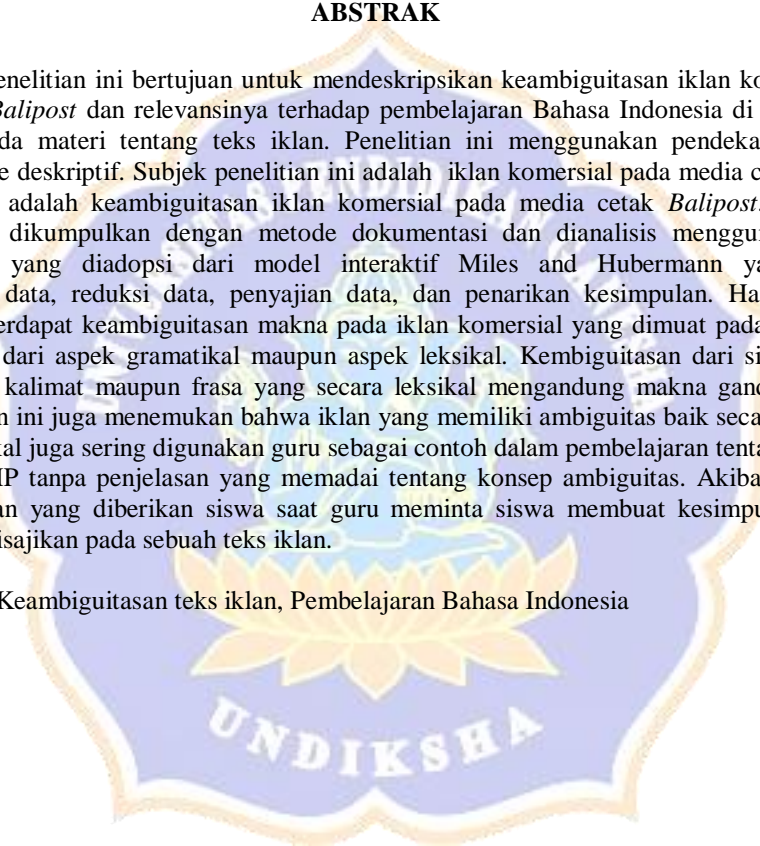 ABSTRAK
enelitian ini bertujuan untuk mendeskripsikan keambiguitasan iklan ko
Balipost dan relevansinya terhadap pembelajaran Bahasa Indonesia di
da materi tentang teks iklan. Penelitian ini menggunakan pendeka
e deskriptif. Subjek penelitian ini adalah iklan komersial pada media c
adalah keambiguitasan iklan komersial pada media cetak Balipost.
dikumpulkan dengan metode dokumentasi dan dianalisis menggu
yang diadopsi dari model interaktif Miles and Hubermann ya
data, reduksi data, penyajian data, dan penarikan kesimpulan. Ha
erdapat keambiguitasan makna pada iklan komersial yang dimuat pada
dari aspek gramatikal maupun aspek leksikal. Kembiguitasan dari si
kalimat maupun frasa yang secara leksikal mengandung makna gand
n ini juga menemukan bahwa iklan yang memiliki ambiguitas baik seca
kal juga sering digunakan guru sebagai contoh dalam pembelajaran tenta
IP tanpa penjelasan yang memadai tentang konsep ambiguitas. Akiba
an yang diberikan siswa saat guru meminta siswa membuat kesimpu
isajikan pada sebuah teks iklan.
Keambiguitasan teks iklan, Pembelajaran Bahasa Indonesia
UNDIKSHA